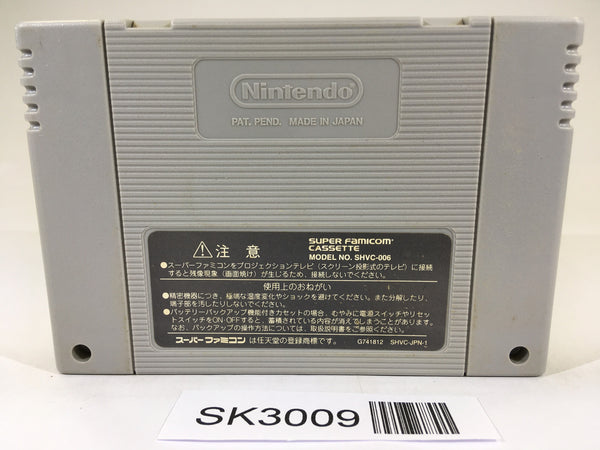 Nintendo
PAT. PEND. MADE IN JAPAN
⚠注 意
SUPER FAMICOM
CASSETTE
MODEL NO. SHVC-006
●スーパーファミコンをプロジェクションテレビ（スクリーン投影式のテレビ）に接続
すると残像現象（画面焼け）が生じるため、接続しないでください。
使用上のおねがい
●精密機器につき、極端な温度変化やショックを避けてください。また分解したり、
端子部を汚したりしないでください。
●バッテリーバックアップ機能付きカセットの場合、むやみに電源スイッチやリセッ
トスイッチをON・OFFすると、蓄積されている内容が消えてしまうことがあります。
なお、バックアップの操作方法については、取扱説明書をご参照ください。
スーパーファミコン は任天堂の登録商標です。
G741812 SHVC-JPN-1
SK3009